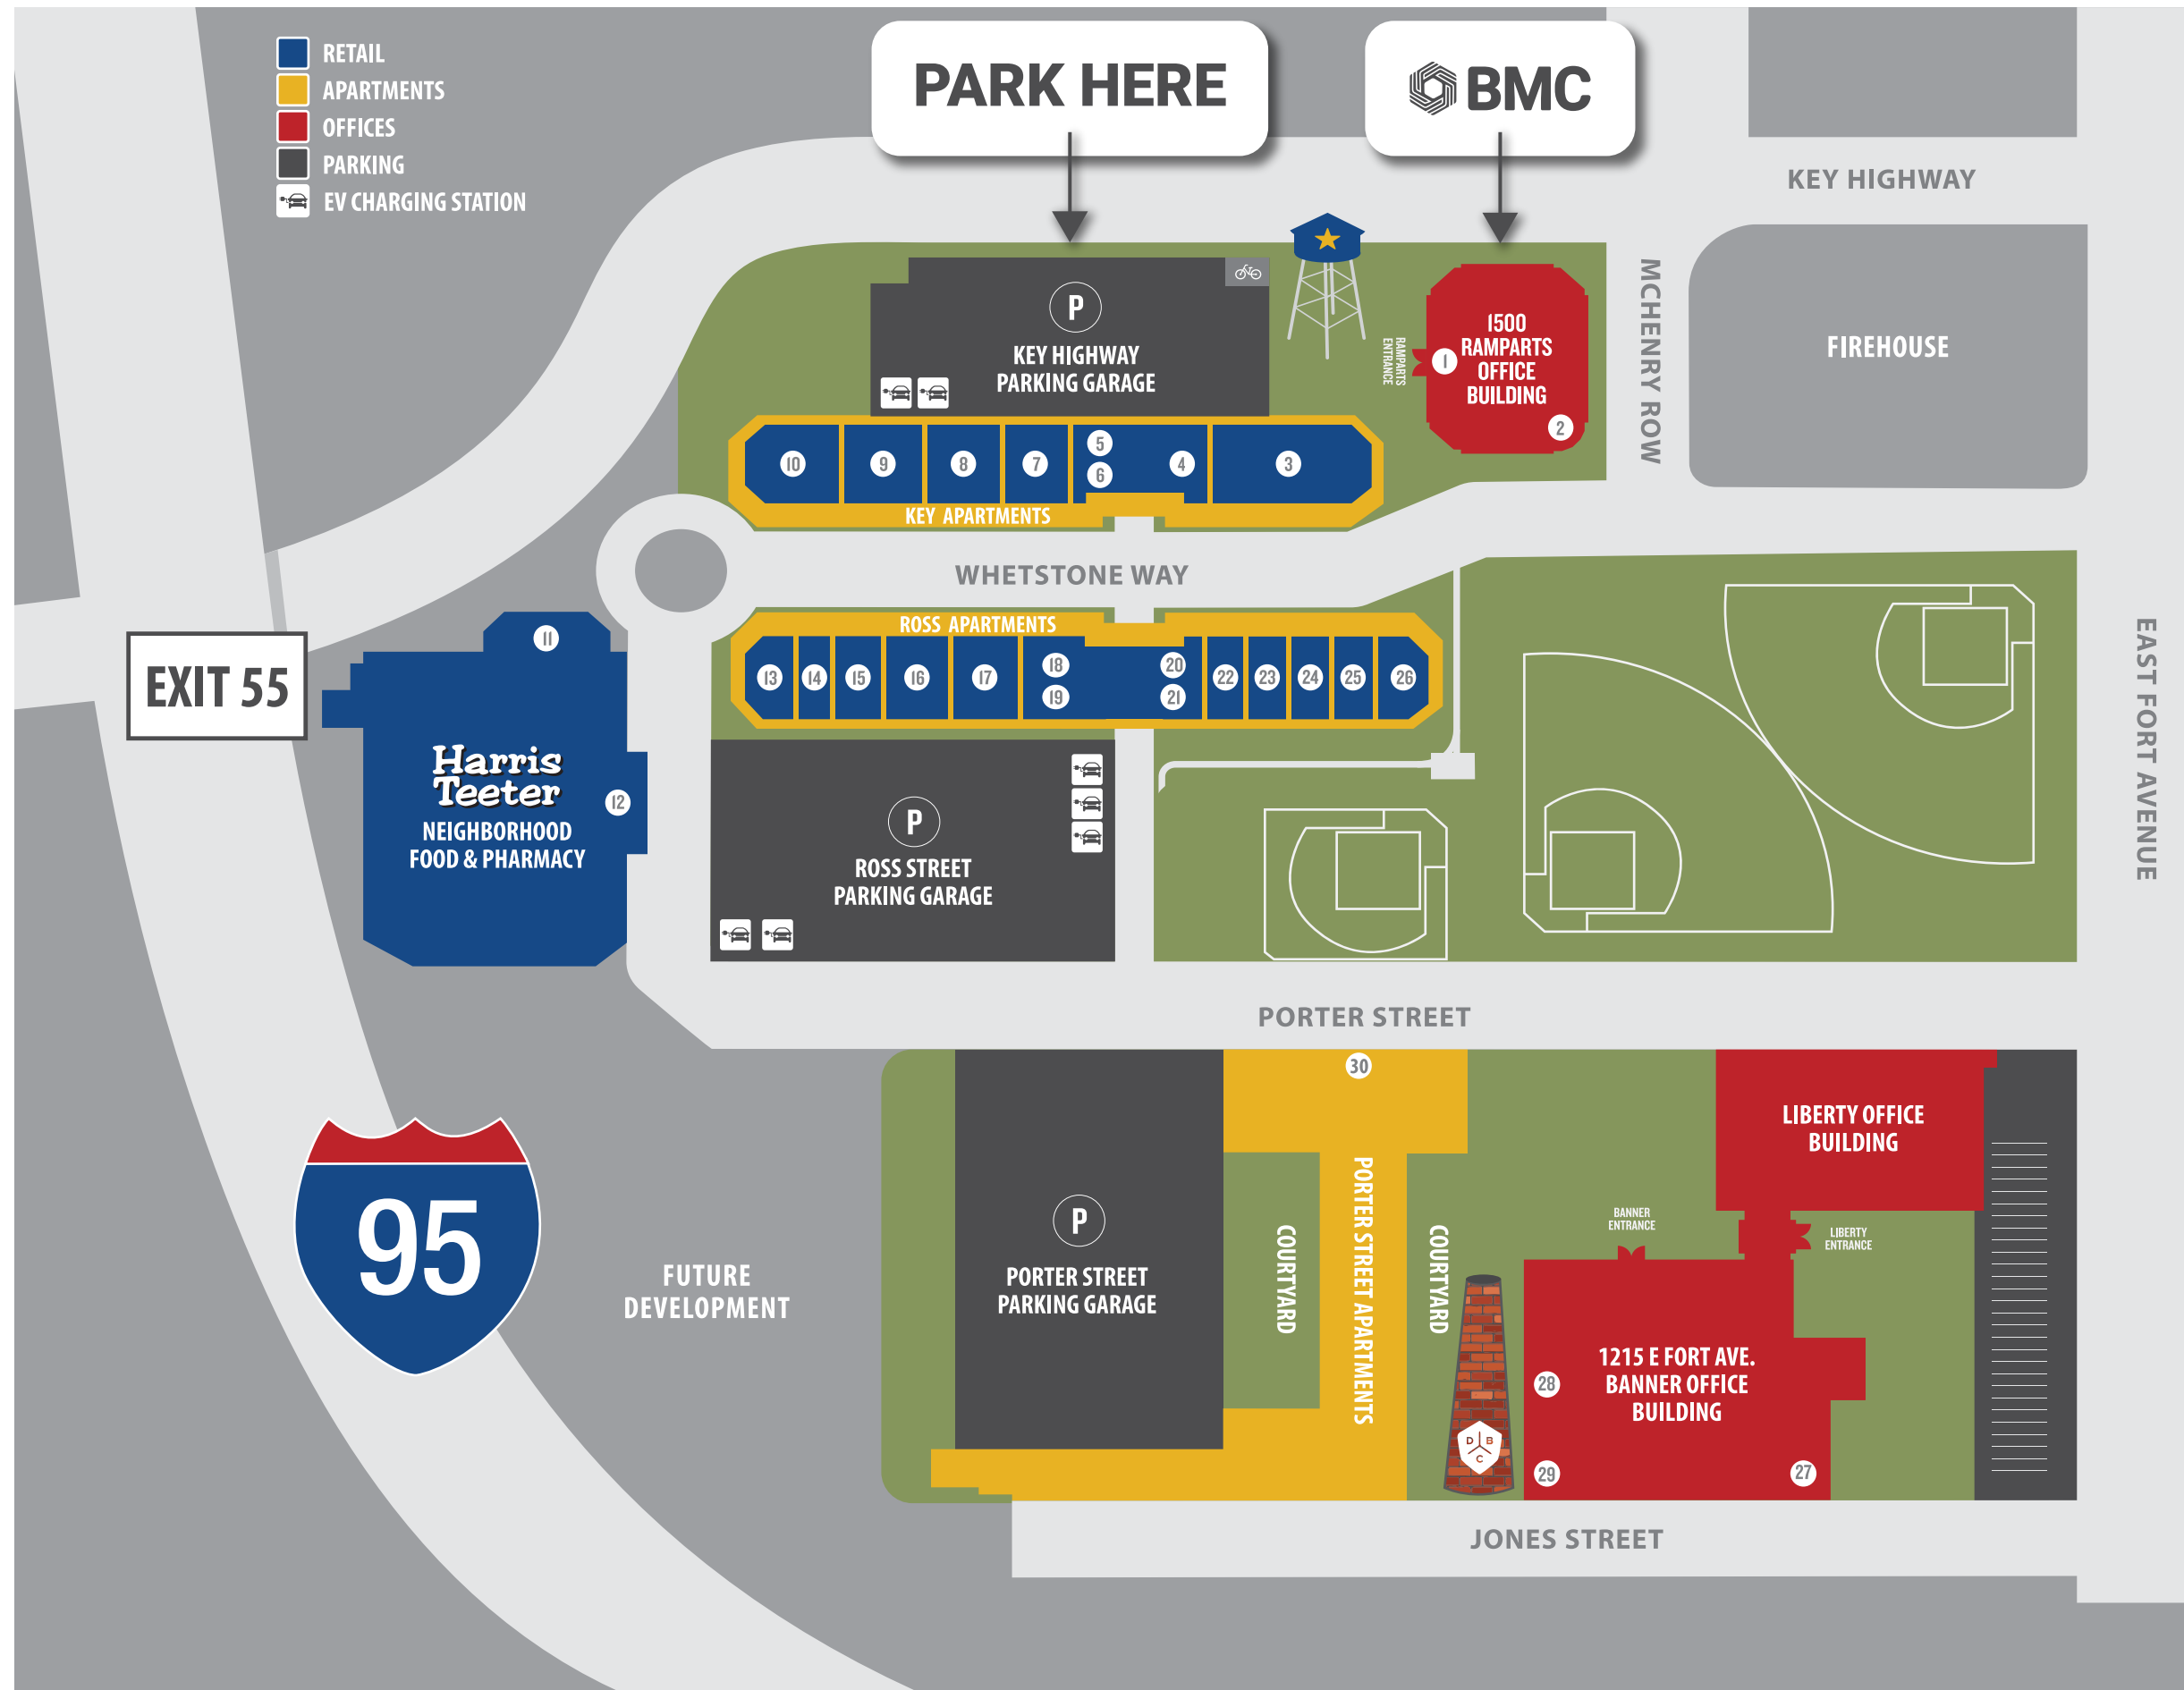 RETAIL
APARTMENTS
OFFICES
PARKING
EV CHARGING STATION
PARK HERE
BMC
KEY HIGHWAY
MCHENRY ROW
FIREHOUSE
P
KEY HIGHWAY
PARKING GARAGE
RAMPARTS
ENTRANCE
1
1500
RAMPARTS
OFFICE
BUILDING
2
10
9
8
7
5
6
4
3
KEY APARTMENTS
WHETSTONE WAY
ROSS APARTMENTS
13
14
15
16
17
18
19
20
21
22
23
24
25
26
EXIT 55
11
Harris
Teeter
12
NEIGHBORHOOD
FOOD & PHARMACY
P
ROSS STREET
PARKING GARAGE
EAST FORT AVENUE
PORTER STREET
30
LIBERTY OFFICE
BUILDING
PORTER STREET APARTMENTS
COURTYARD
COURTYARD
BANNER
ENTRANCE
LIBERTY
ENTRANCE
P
PORTER STREET
PARKING GARAGE
95
FUTURE
DEVELOPMENT
1215 E FORT AVE.
BANNER OFFICE
BUILDING
28
29
27
D B
C
JONES STREET